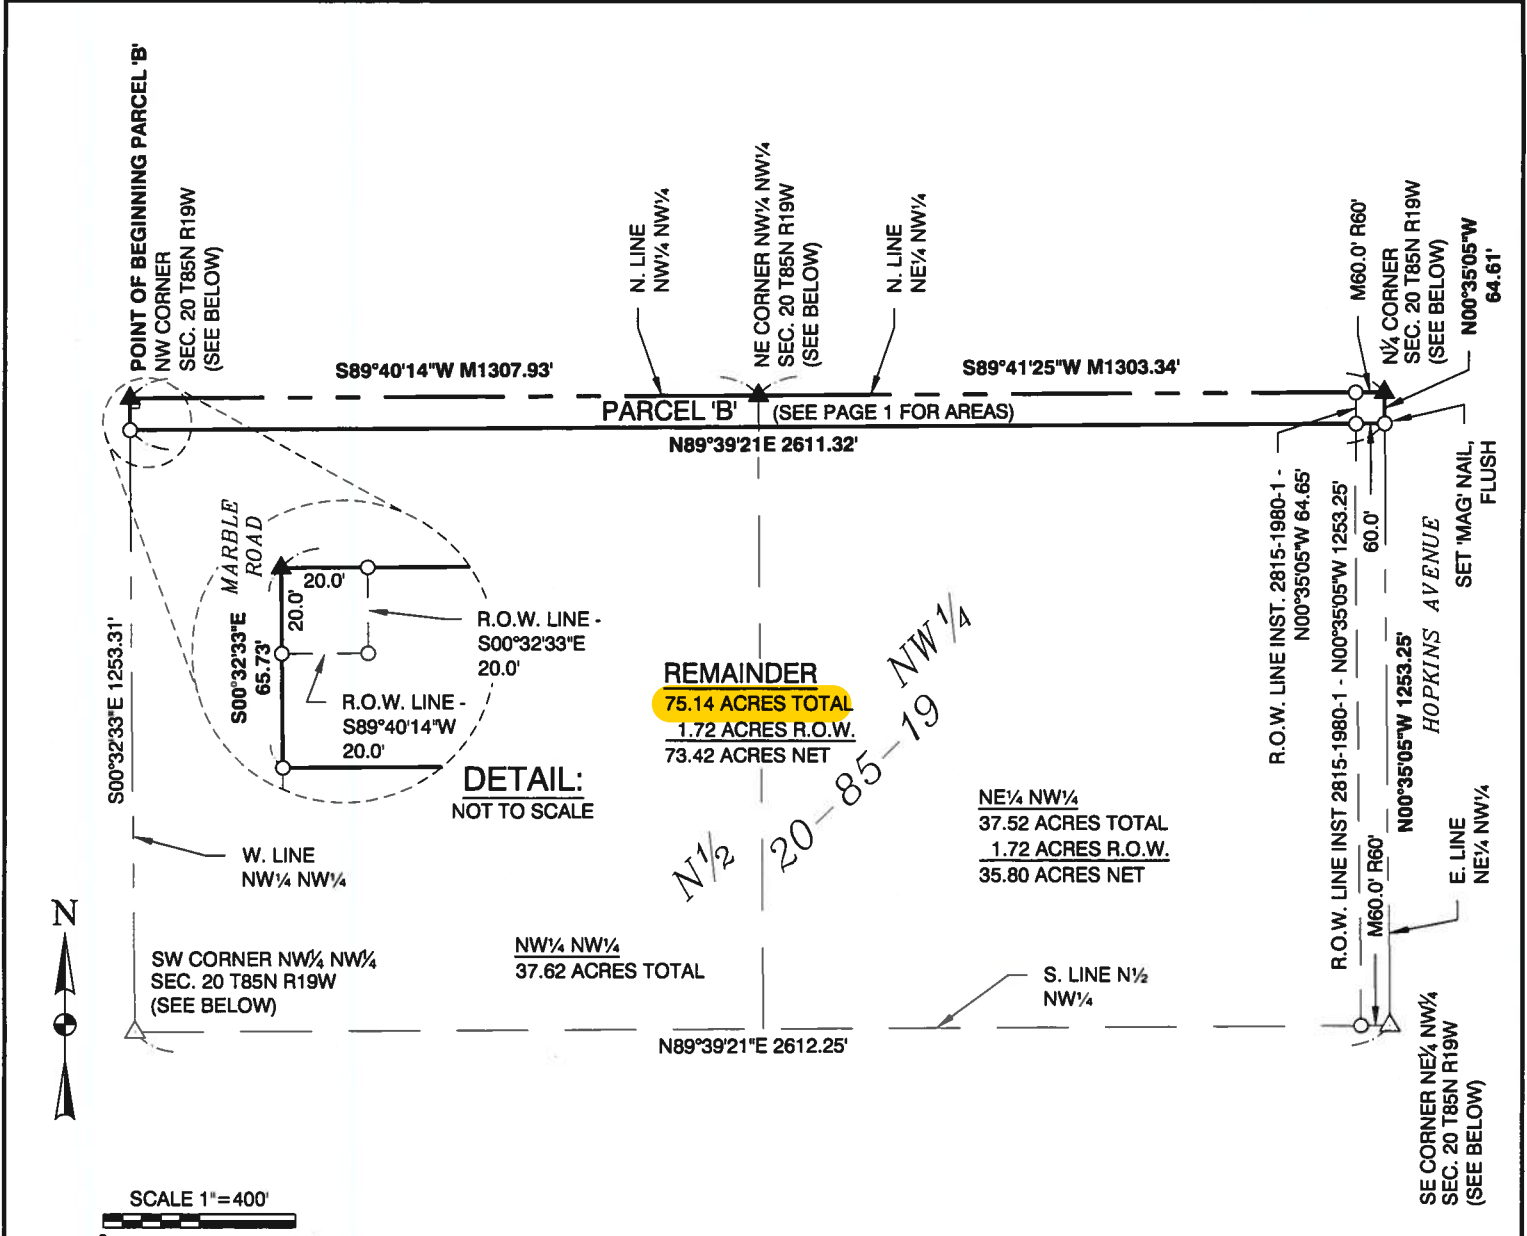 POINT OF BEGINNING PARCEL 'B'
NW CORNER
SEC. 20 T85N R19W
(SEE BELOW)
N. LINE
NW¼ NW¼
NE CORNER NW¼ NW¼
SEC. 20 T85N R19W
(SEE BELOW)
N. LINE
NE¼ NW¼
M60.0' R60'
N¼ CORNER
SEC. 20 T85N R19W
(SEE BELOW)
N00°35'05"W
64.61'
S89°40'14"W M1307.93'
S89°41'25"W M1303.34'
PARCEL 'B'
(SEE PAGE 1 FOR AREAS)
N89°39'21E 2611.32'
SET 'MAG' NAIL,
FLUSH
R.O.W. LINE INST. 2815-1980-1 -
N00°35'05"W 64.65'
R.O.W. LINE INST 2815-1980-1 - N00°35'05"W 1253.25'
60.0'
HOPKINS AVENUE
N00°35'05"W 1253.25'
M60.0' R60'
E. LINE
NE¼ NW¼
S00°32'33"E 1253.31'
MARBLE
ROAD
20.0'
20.0'
S00°32'33"E
65.73'
R.O.W. LINE -
S00°32'33"E
20.0'
R.O.W. LINE -
S89°40'14"W
20.0'
DETAIL:
NOT TO SCALE
REMAINDER
75.14 ACRES TOTAL
1.72 ACRES R.O.W.
73.42 ACRES NET
N½ NW¼
20-85-19
NE¼ NW¼
37.52 ACRES TOTAL
1.72 ACRES R.O.W.
35.80 ACRES NET
W. LINE
NW¼ NW¼
N
SW CORNER NW¼ NW¼
SEC. 20 T85N R19W
(SEE BELOW)
NW¼ NW¼
37.62 ACRES TOTAL
S. LINE N½
NW¼
N89°39'21"E 2612.25'
SE CORNER NE¼ NW¼
SEC. 20 T85N R19W
(SEE BELOW)
SCALE 1"=400'